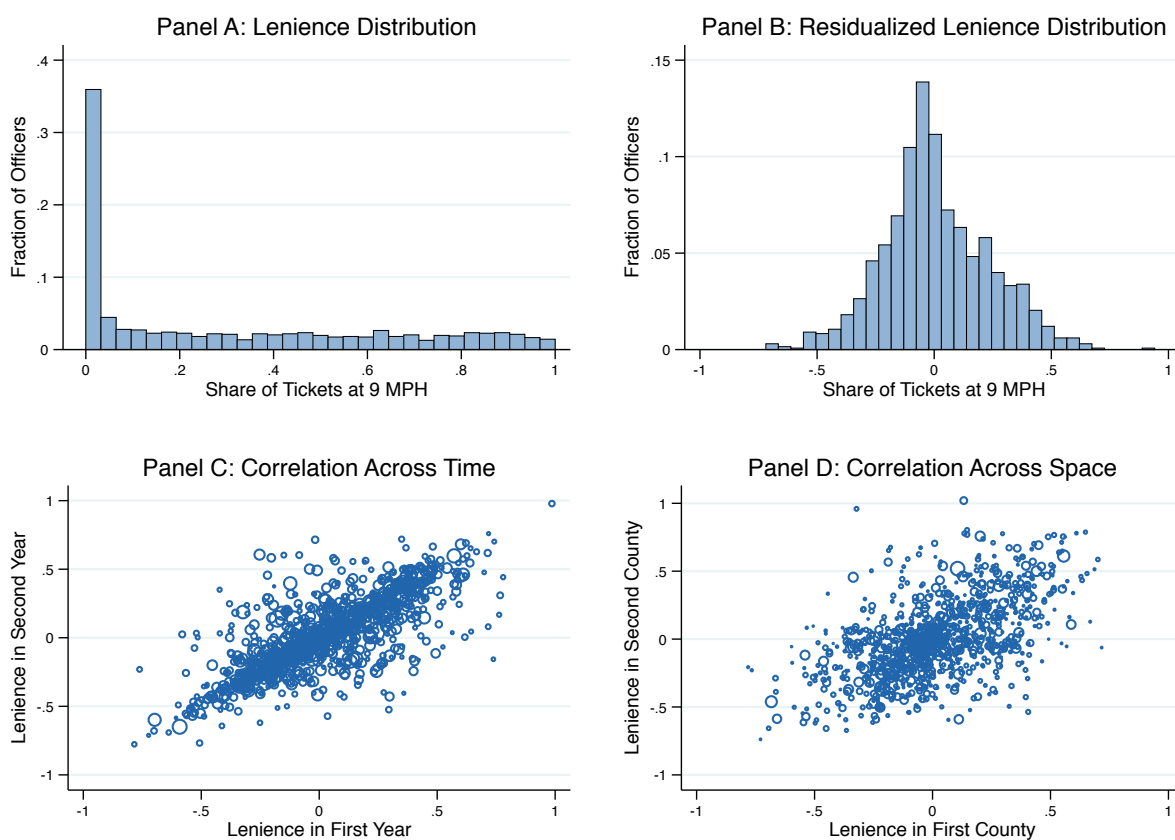 Panel A: Lenience Distribution
Fraction of Officers
.4
.3
.2
.1
0
0 .2 .4 .6 .8 1
Share of Tickets at 9 MPH
Panel B: Residualized Lenience Distribution
Fraction of Officers
.15
.1
.05
0
-1 -.5 0 .5 1
Share of Tickets at 9 MPH
Panel C: Correlation Across Time
Lenience in Second Year
1
.5
0
-.5
-1
-1 -.5 0 .5 1
Lenience in First Year
Panel D: Correlation Across Space
Lenience in Second County
1
.5
0
-.5
-1
-1 -.5 0 .5 1
Lenience in First County